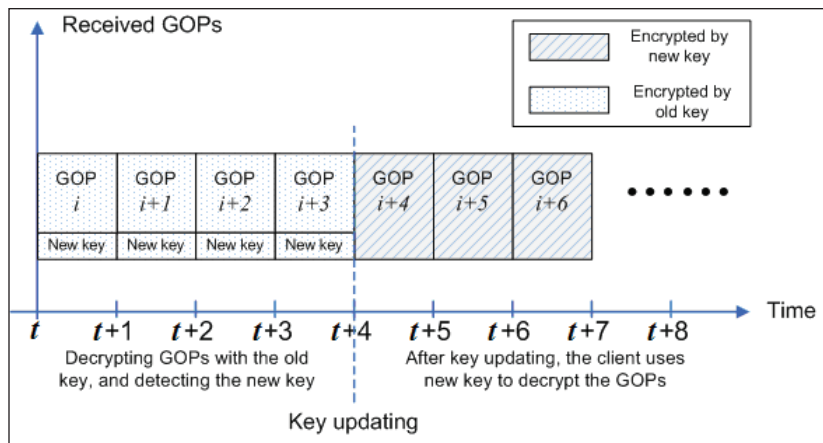 Received GOPs
Encrypted by
new key
Encrypted by
old key
GOP GOP GOP GOP GOP GOP GOP
i i+1 i+2 i+3 i+4 i+5 i+6
New key New key New key New key
Time
t t+1 t+2 t+3 t+4 t+5 t+6 t+7 t+8
Decrypting GOPs with the old
key, and detecting the new key
After key updating, the client uses
new key to decrypt the GOPs
Key updating